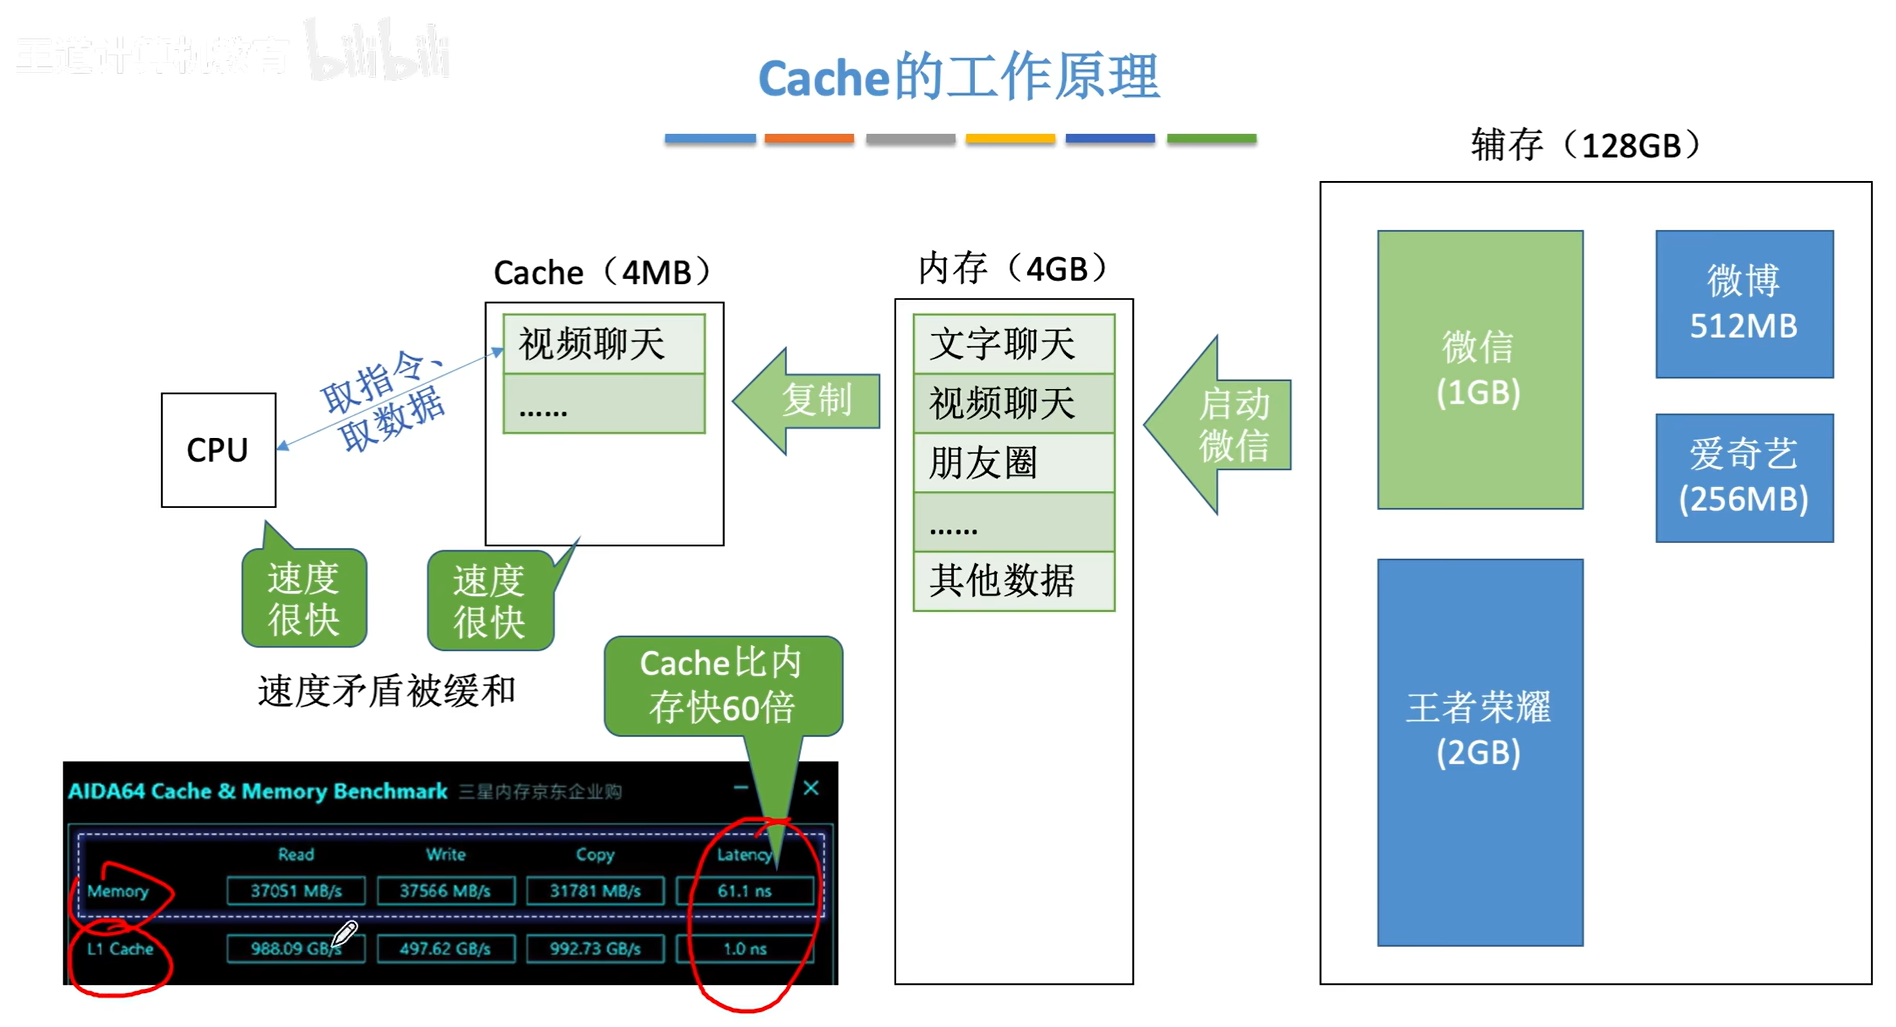 王道计算机教育 bilibili
Cache的工作原理
辅存（128GB）
微信
(1GB)
微博
512MB
爱奇艺
(256MB)
王者荣耀
(2GB)
启动
微信
内存（4GB）
文字聊天
视频聊天
朋友圈
……
其他数据
复制
Cache（4MB）
视频聊天
……
取指令、
取数据
CPU
速度
很快
速度
很快
速度矛盾被缓和
Cache比内
存快60倍
AIDA64 Cache & Memory Benchmark 三星内存京东企业购
Read Write Copy Latency
Memory 37051 MB/s 37566 MB/s 31781 MB/s 61.1 ns
L1 Cache 988.09 GB/s 497.62 GB/s 992.73 GB/s 1.0 ns